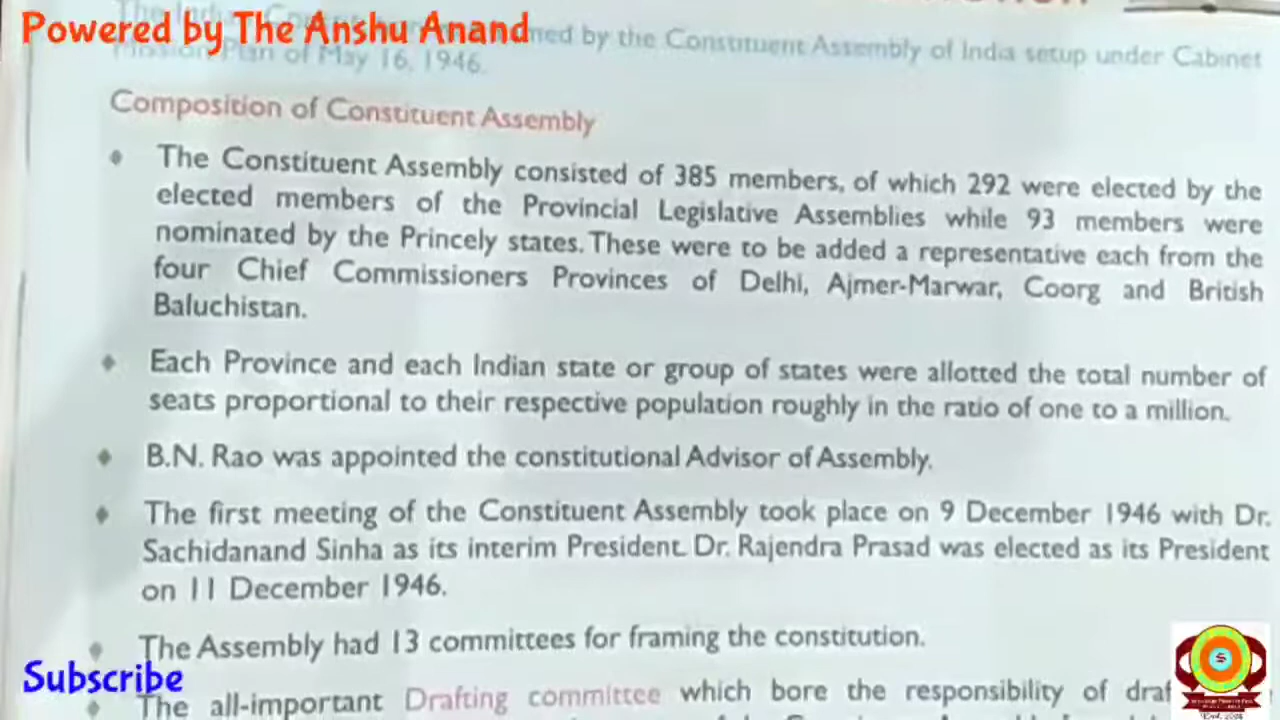 Powered by The Anshu Anand
med by the Constituent Assembly of India setup under Cabinet
Mission Plan of May 16, 1946.
Composition of Constituent Assembly
The Constituent Assembly consisted of 385 members, of which 292 were elected by the
elected members of the Provincial Legislative Assemblies while 93 members were
nominated by the Princely states. These were to be added a representative each from the
four Chief Commissioners Provinces of Delhi, Ajmer-Marwar, Coorg and British
Baluchistan.
Each Province and each Indian state or group of states were allotted the total number of
seats proportional to their respective population roughly in the ratio of one to a million.
B.N. Rao was appointed the constitutional Advisor of Assembly.
The first meeting of the Constituent Assembly took place on 9 December 1946 with Dr.
Sachidanand Sinha as its interim President. Dr. Rajendra Prasad was elected as its President
on 11 December 1946.
The Assembly had 13 committees for framing the constitution.
Subscribe
The all-important Drafting committee which bore the responsibility of draf